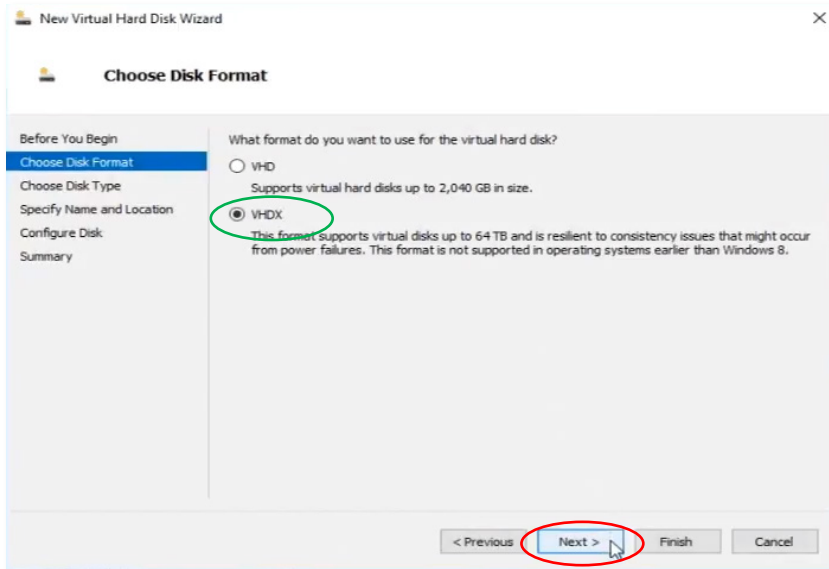 New Virtual Hard Disk Wizard
Choose Disk Format
Before You Begin
Choose Disk Format
Choose Disk Type
Specify Name and Location
Configure Disk
Summary
What format do you want to use for the virtual hard disk?
VHD
Supports virtual hard disks up to 2,040 GB in size.
VHDX
This format supports virtual disks up to 64 TB and is resilient to consistency issues that might occur
from power failures. This format is not supported in operating systems earlier than Windows 8.
< Previous
Next >
Finish
Cancel